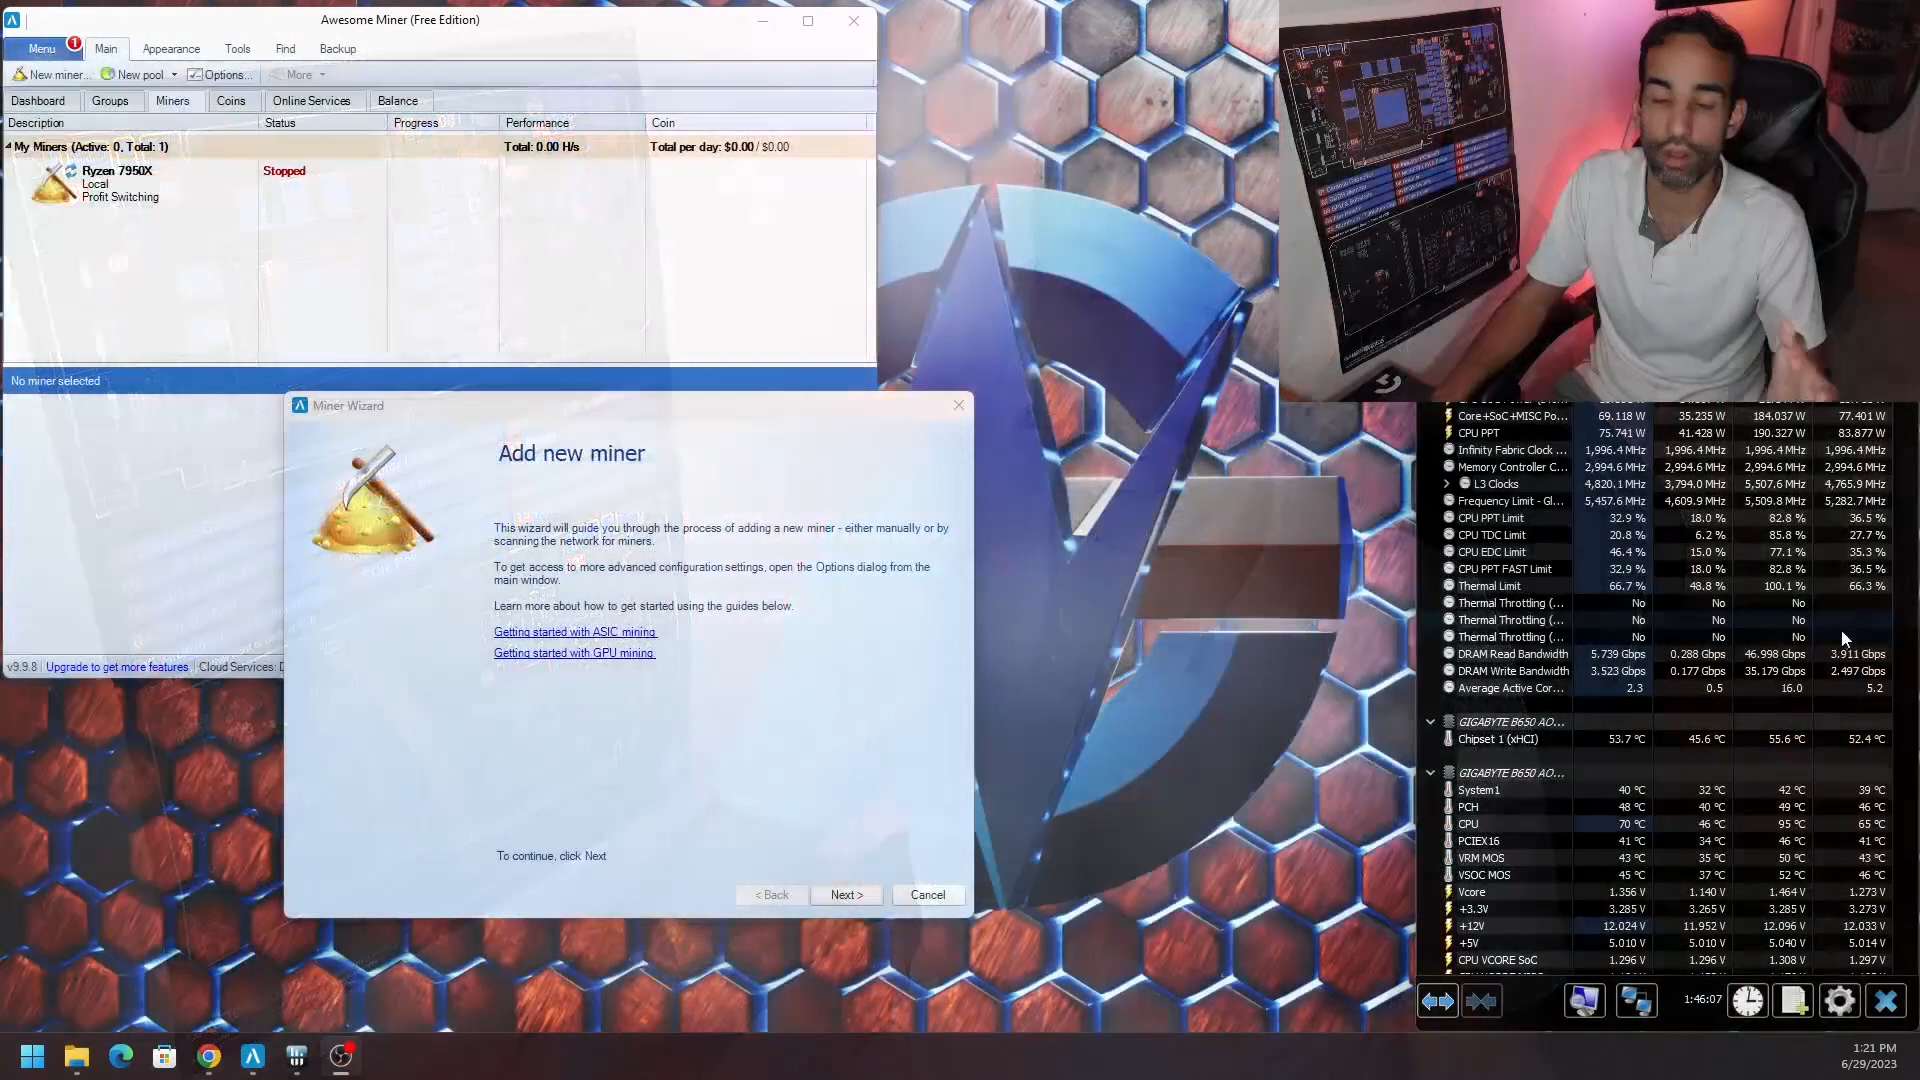 Awesome Miner (Free Edition)
Menu 1 Main Appearance Tools Find Backup
New miner... New pool Options... More
Dashboard Groups Miners Coins Online Services Balance
Description Status Progress Performance Coin
My Miners (Active: 0, Total: 1) Total: 0.00 H/s Total per day: $0.00 / $0.00
Ryzen 7950X Stopped
Local
Profit Switching
No miner selected
v9.9.8 Upgrade to get more features Cloud Services:
Miner Wizard
Add new miner
This wizard will guide you through the process of adding a new miner - either manually or by
scanning the network for miners.
To get access to more advanced configuration settings, open the Options dialog from the
main window.
Learn more about how to get started using the guides below.
Getting started with ASIC mining
Getting started with GPU mining
To continue, click Next
< Back Next > Cancel
Core+SoC+MISC Po... 69.118 W 35.235 W 184.037 W 77.401 W
CPU PPT 75.741 W 41.428 W 190.327 W 83.877 W
Infinity Fabric Clock ... 1,996.4 MHz 1,996.4 MHz 1,996.4 MHz 1,996.4 MHz
Memory Controller C... 2,994.6 MHz 2,994.6 MHz 2,994.6 MHz 2,994.6 MHz
L3 Clocks 4,820.1 MHz 3,794.0 MHz 5,507.6 MHz 4,765.9 MHz
Frequency Limit - Gl... 5,457.6 MHz 4,609.9 MHz 5,509.8 MHz 5,282.7 MHz
CPU PPT Limit 32.9 % 18.0 % 82.8 % 36.5 %
CPU TDC Limit 20.8 % 6.2 % 85.8 % 27.7 %
CPU EDC Limit 46.4 % 15.0 % 77.1 % 35.3 %
CPU PPT FAST Limit 32.9 % 18.0 % 82.8 % 36.5 %
Thermal Limit 66.7 % 48.8 % 100.1 % 66.3 %
Thermal Throttling (... No No No
Thermal Throttling (... No No No
Thermal Throttling (... No No No
DRAM Read Bandwidth 5.739 Gbps 0.288 Gbps 46.998 Gbps 3.911 Gbps
DRAM Write Bandwidth 3.523 Gbps 0.177 Gbps 35.179 Gbps 2.497 Gbps
Average Active Cor... 2.3 0.5 16.0 5.2
GIGABYTE B650 AO...
Chipset 1 (xHCI) 53.7 °C 45.6 °C 55.6 °C 52.4 °C
GIGABYTE B650 AO...
System1 40 °C 32 °C 42 °C 39 °C
PCH 48 °C 40 °C 49 °C 46 °C
CPU 70 °C 46 °C 95 °C 65 °C
PCIEX16 41 °C 34 °C 46 °C 41 °C
VRM MOS 43 °C 35 °C 50 °C 43 °C
VSOC MOS 45 °C 37 °C 52 °C 46 °C
Vcore 1.356 V 1.140 V 1.464 V 1.273 V
+3.3V 3.285 V 3.265 V 3.285 V 3.273 V
+12V 12.024 V 11.952 V 12.096 V 12.033 V
+5V 5.010 V 5.010 V 5.040 V 5.014 V
CPU VCORE SoC 1.296 V 1.296 V 1.308 V 1.297 V
1:46:07
1:21 PM
6/29/2023